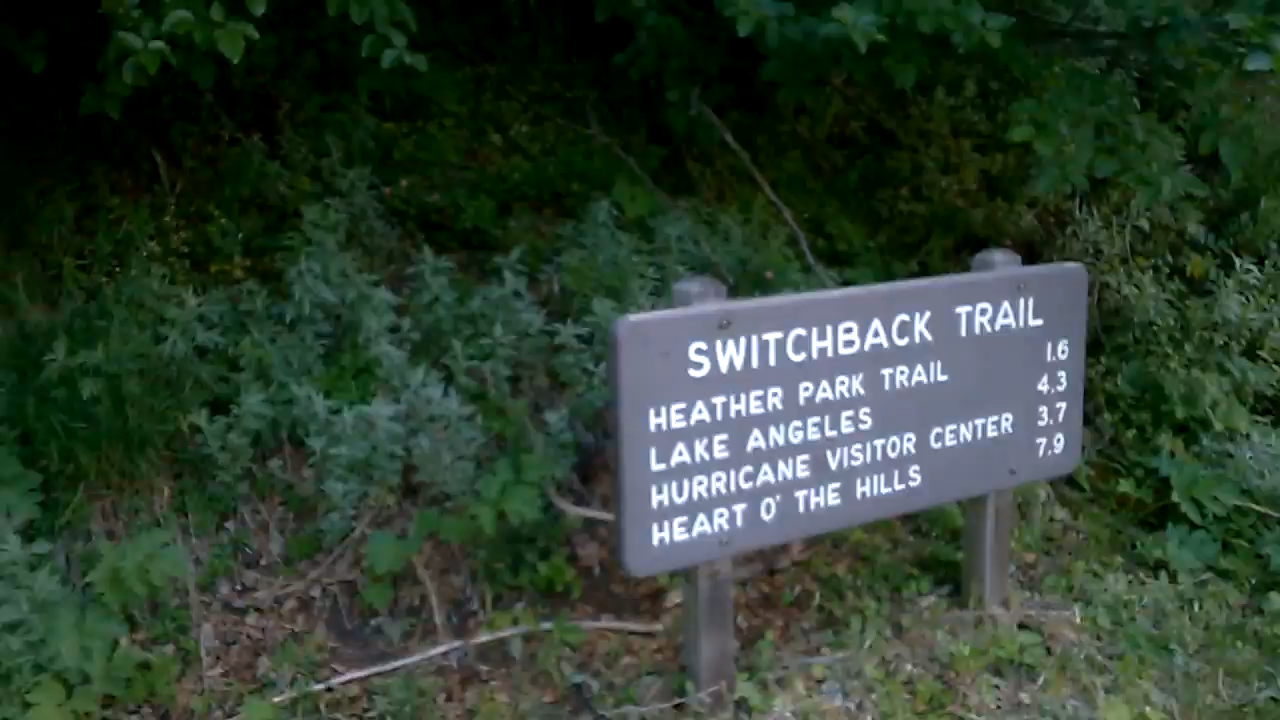 SWITCHBACK TRAIL
HEATHER PARK TRAIL 1.6
LAKE ANGELES 4.3
HURRICANE VISITOR CENTER 3.7
HEART O' THE HILLS 7.9